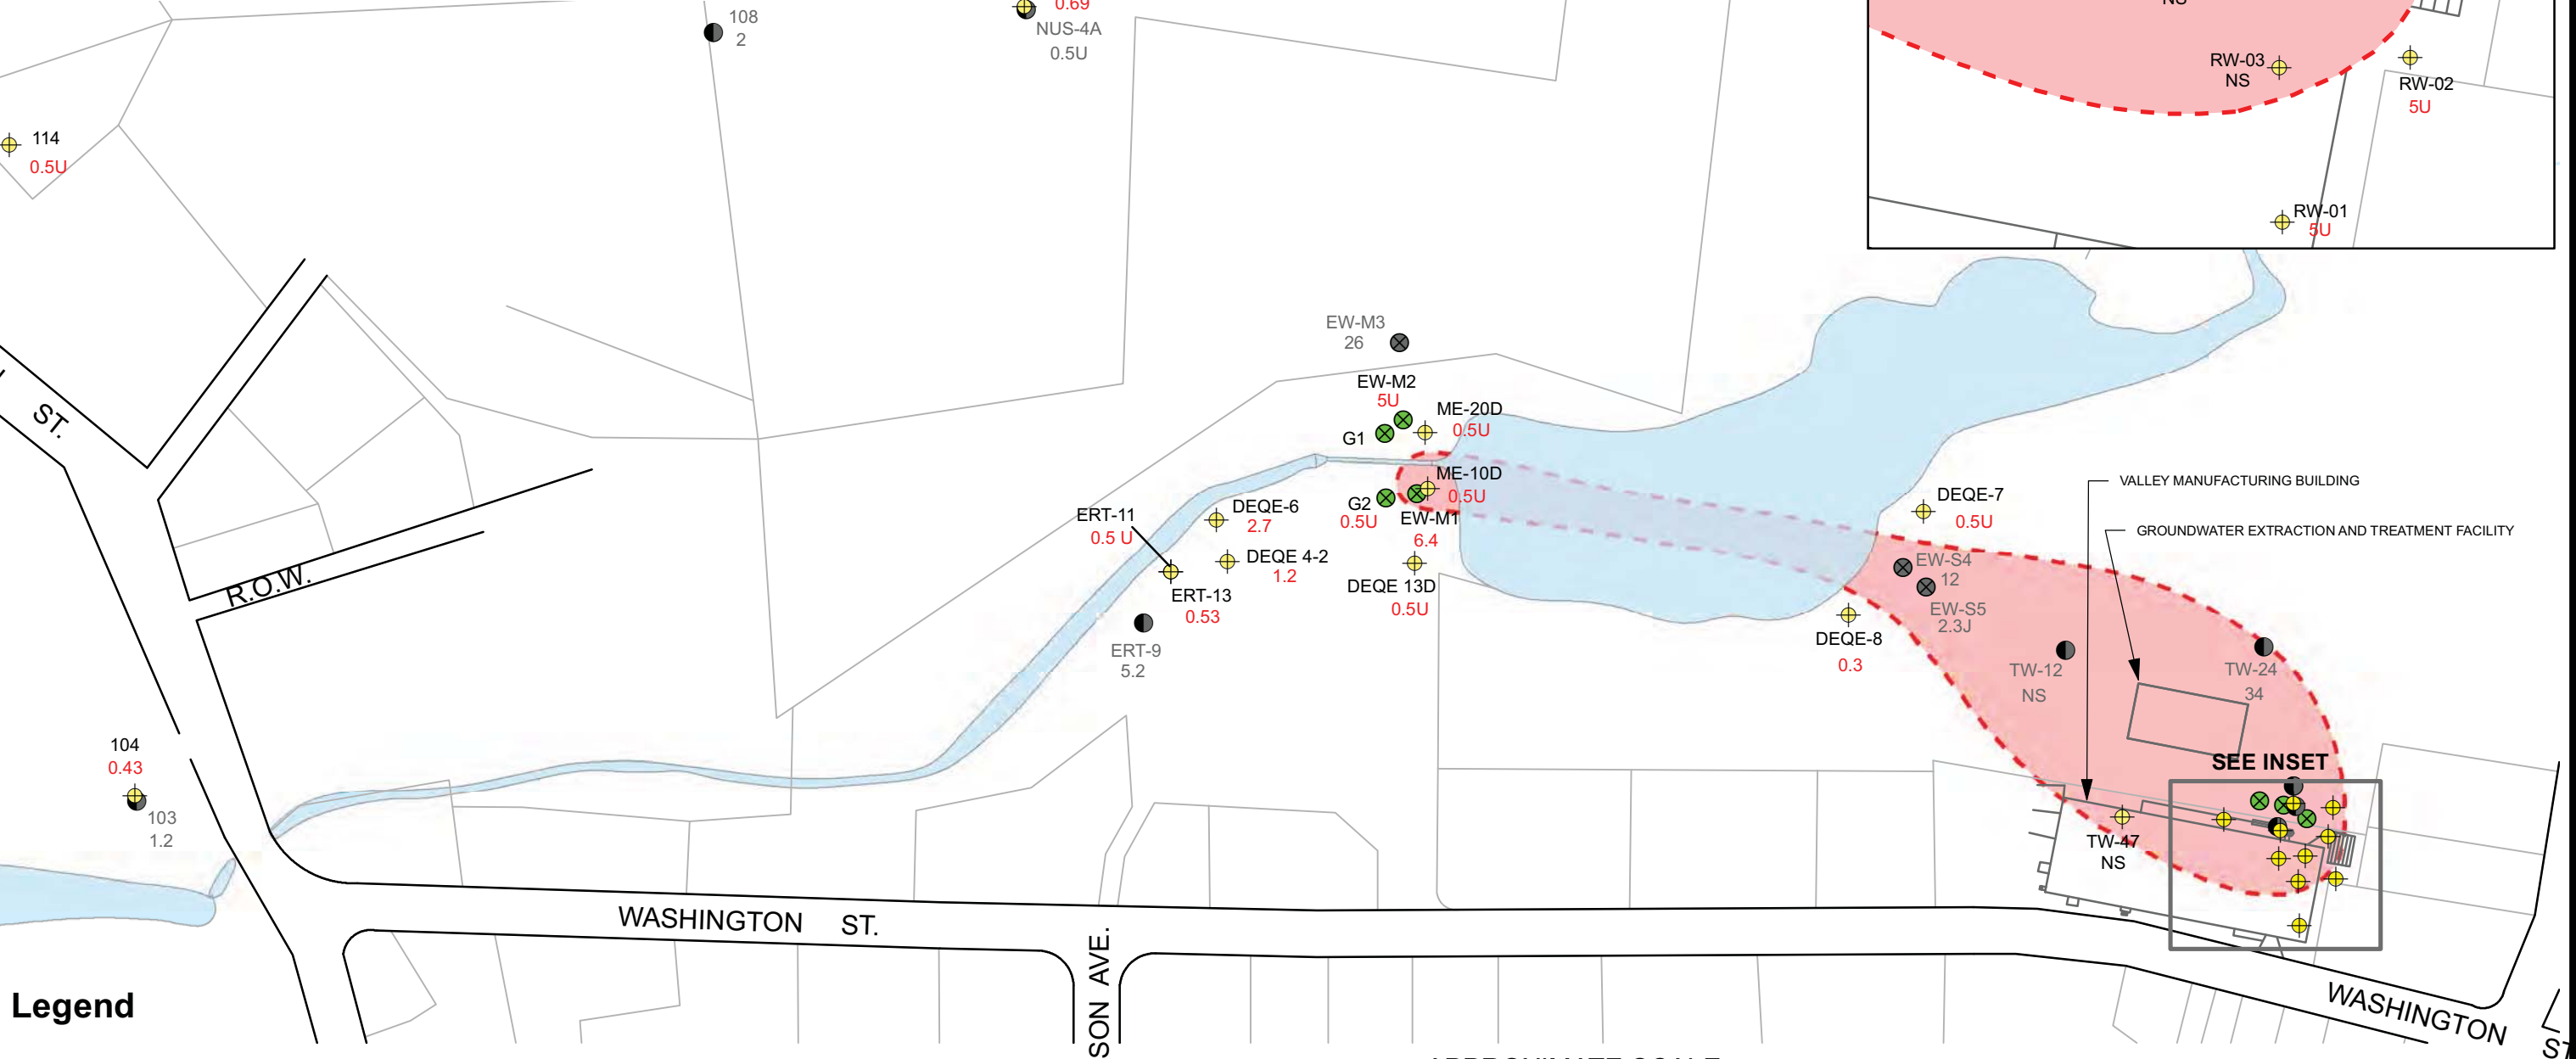 0.69
NUS-4A
0.5U
108
2
NS
RW-03
NS
RW-02
5U
RW-01
5U
114
0.5U
ST.
R.O.W.
EW-M3
26
EW-M2
5U
ME-20D
0.5U
G1
ME-10D
0.5U
G2
0.5U
EW-M1
6.4
DEQE 13D
0.5U
ERT-11
0.5 U
DEQE-6
2.7
DEQE 4-2
1.2
ERT-13
0.53
ERT-9
5.2
DEQE-7
0.5U
EW-S4
12
EW-S5
2.3J
DEQE-8
0.3
VALLEY MANUFACTURING BUILDING
GROUNDWATER EXTRACTION AND TREATMENT FACILITY
TW-12
NS
TW-24
34
SEE INSET
TW-47
NS
104
0.43
103
1.2
WASHINGTON ST.
SON AVE.
WASHINGTON
ST
Legend
APPROXIMATE SCALE